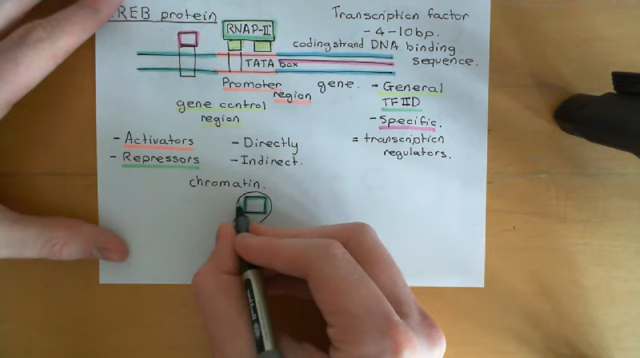 CREB protein
RNAP-II
Transcription factor
- 4-10bp.
DNA binding
sequence.
coding strand
TATA box
Promoter
region
gene.
gene control
region
- General
TFIID
- Specific.
= transcription
regulators.
- Activators
- Repressors
- Directly
- Indirect.
chromatin.